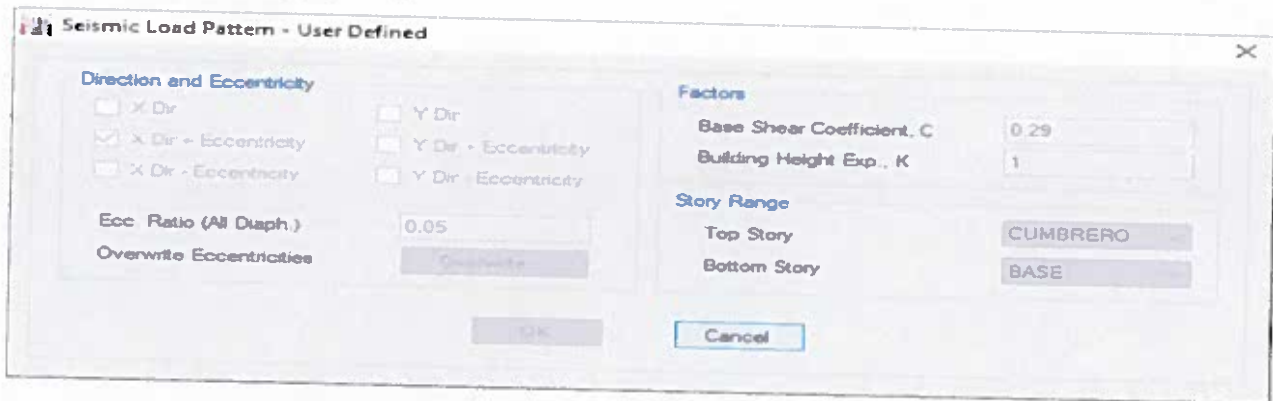 Seismic Load Pattern - User Defined
Direction and Eccentricity
X Dir
Y Dir
X Dir + Eccentricity
Y Dir + Eccentricity
X Dir - Eccentricity
Y Dir - Eccentricity
Ecc. Ratio (All Diaph.)
0.05
Overwrite Eccentricities
Overwrite
OK
Factors
Base Shear Coefficient, C
0.29
Building Height Exp., K
1
Story Range
Top Story
CUMBRERO
Bottom Story
BASE
Cancel